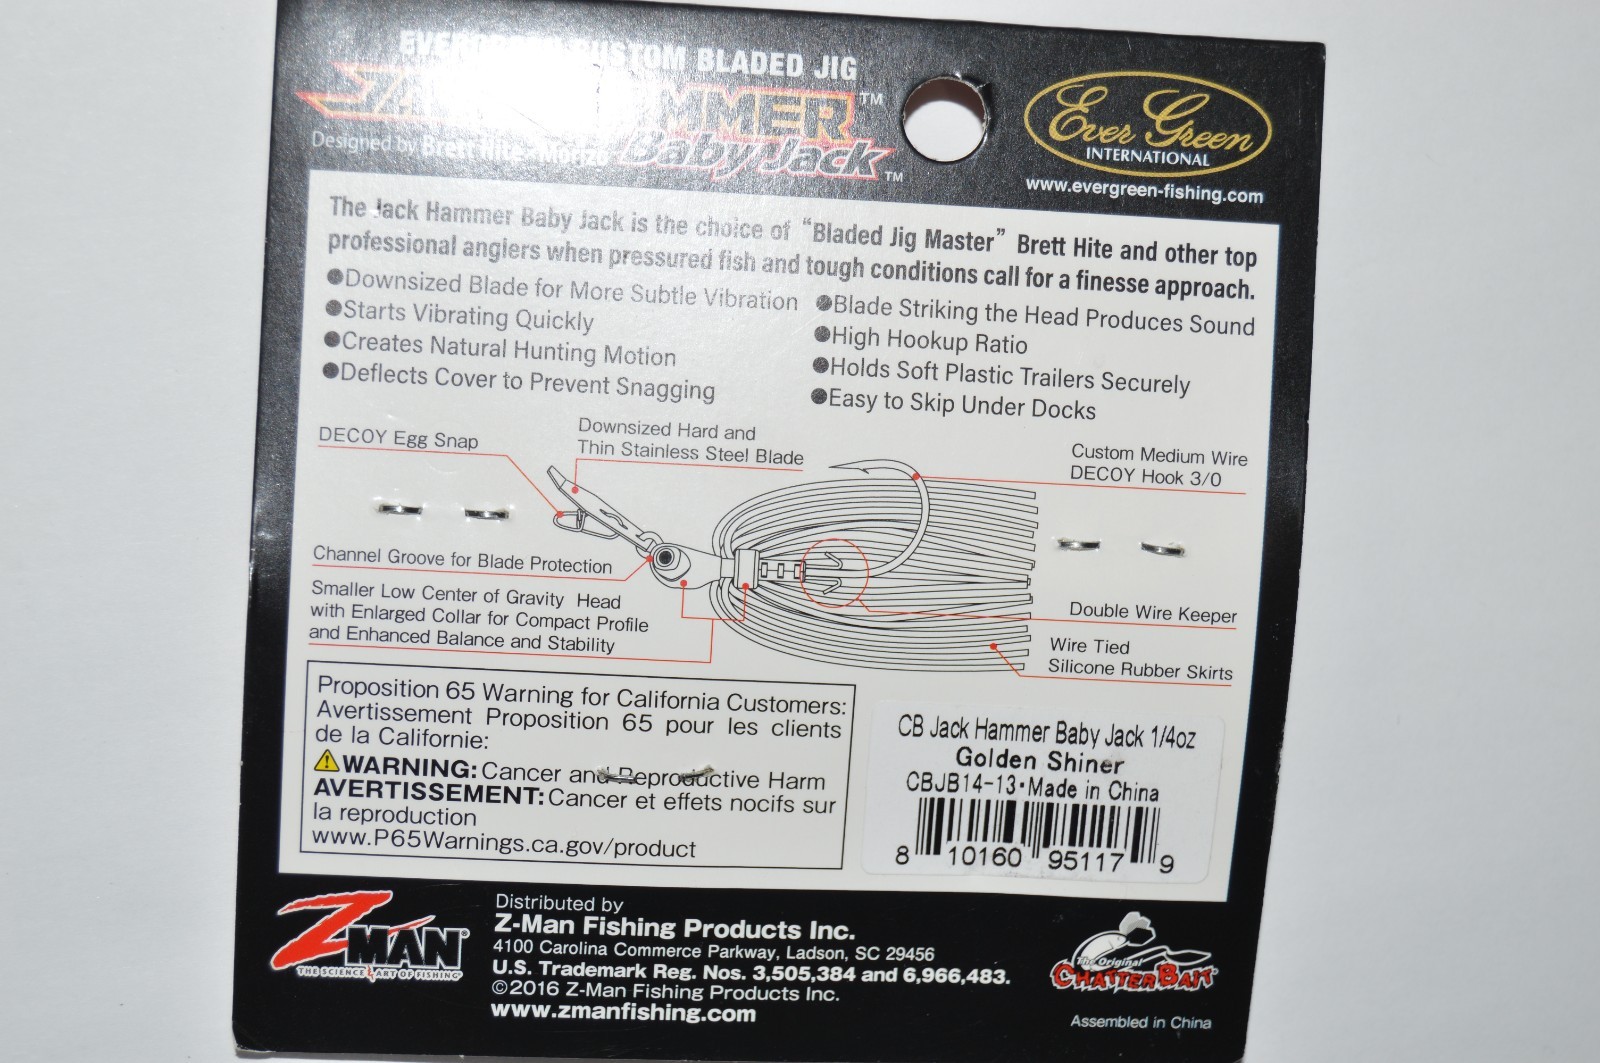 CUSTOM BLADED JIG
HAMMER™
Designed by Brett Hite Morizo Baby Jack™
Ever Green
INTERNATIONAL
www.evergreen-fishing.com
The Jack Hammer Baby Jack is the choice of “Bladed Jig Master” Brett Hite and other top
professional anglers when pressured fish and tough conditions call for a finesse approach.
●Downsized Blade for More Subtle Vibration
●Starts Vibrating Quickly
●Creates Natural Hunting Motion
●Deflects Cover to Prevent Snagging
●Blade Striking the Head Produces Sound
●High Hookup Ratio
●Holds Soft Plastic Trailers Securely
●Easy to Skip Under Docks
DECOY Egg Snap
Downsized Hard and
Thin Stainless Steel Blade
Custom Medium Wire
DECOY Hook 3/0
Channel Groove for Blade Protection
Smaller Low Center of Gravity Head
with Enlarged Collar for Compact Profile
and Enhanced Balance and Stability
Double Wire Keeper
Wire Tied
Silicone Rubber Skirts
Proposition 65 Warning for California Customers:
Avertissement Proposition 65 pour les clients
de la Californie:
WARNING: Cancer and Reproductive Harm
AVERTISSEMENT: Cancer et effets nocifs sur
la reproduction
www.P65Warnings.ca.gov/product
CB Jack Hammer Baby Jack 1/4oz
Golden Shiner
CBJB14-13•Made in China
8 10160 95117 9
ZMAN®
THE SCIENCE & ART OF FISHING
Distributed by
Z-Man Fishing Products Inc.
4100 Carolina Commerce Parkway, Ladson, SC 29456
U.S. Trademark Reg. Nos. 3,505,384 and 6,966,483.
©2016 Z-Man Fishing Products Inc.
www.zmanfishing.com
The Original
CHATTERBAIT®
Assembled in China